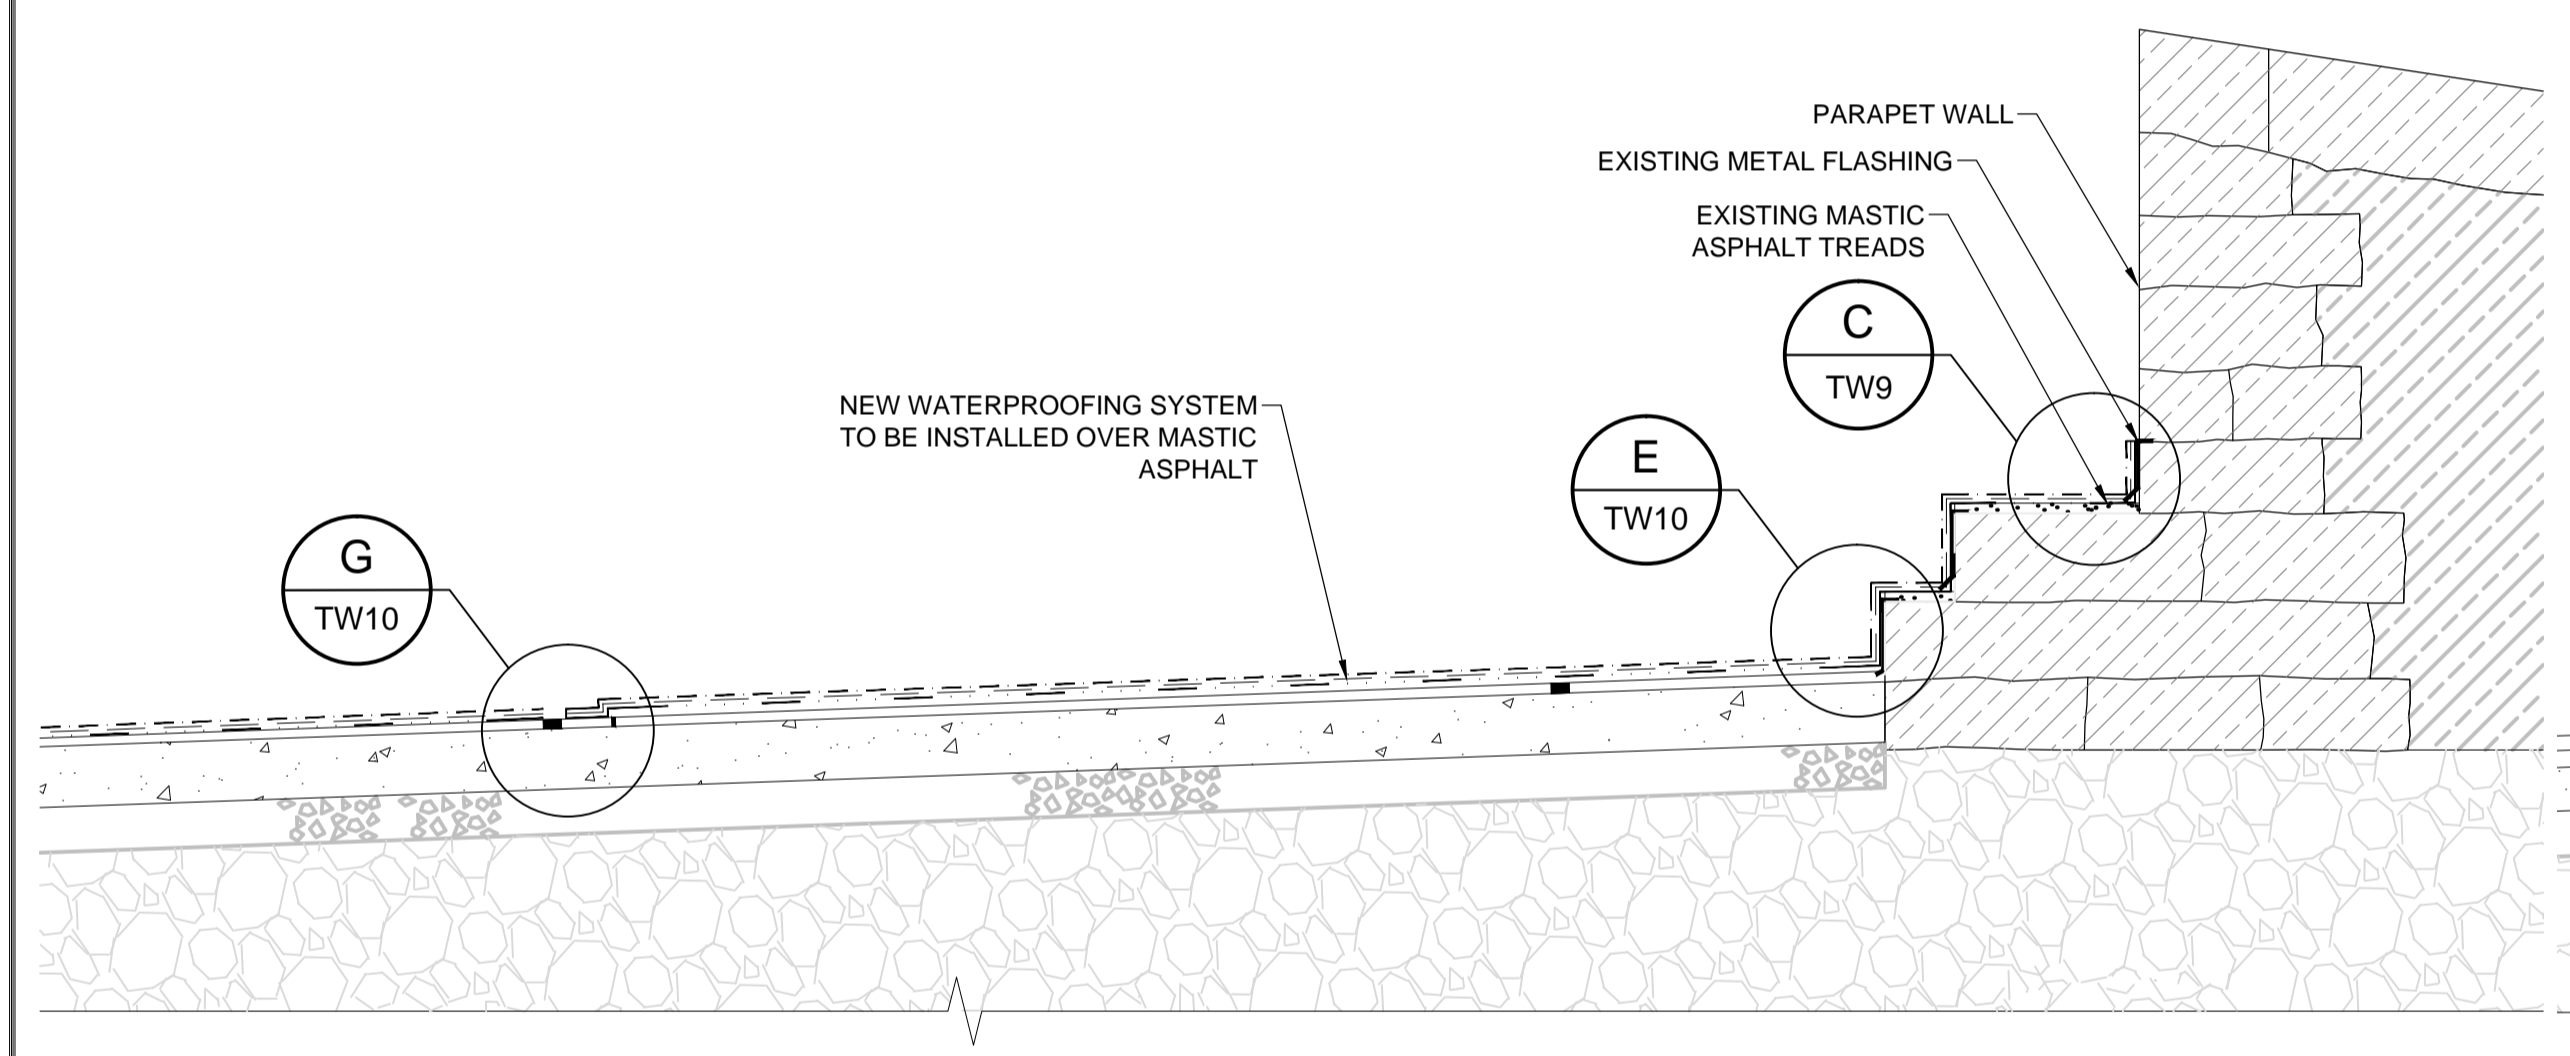 PARAPET WALL
EXISTING METAL FLASHING
EXISTING MASTIC
ASPHALT TREADS
C
TW9
NEW WATERPROOFING SYSTEM
TO BE INSTALLED OVER MASTIC
ASPHALT
E
TW10
G
TW10